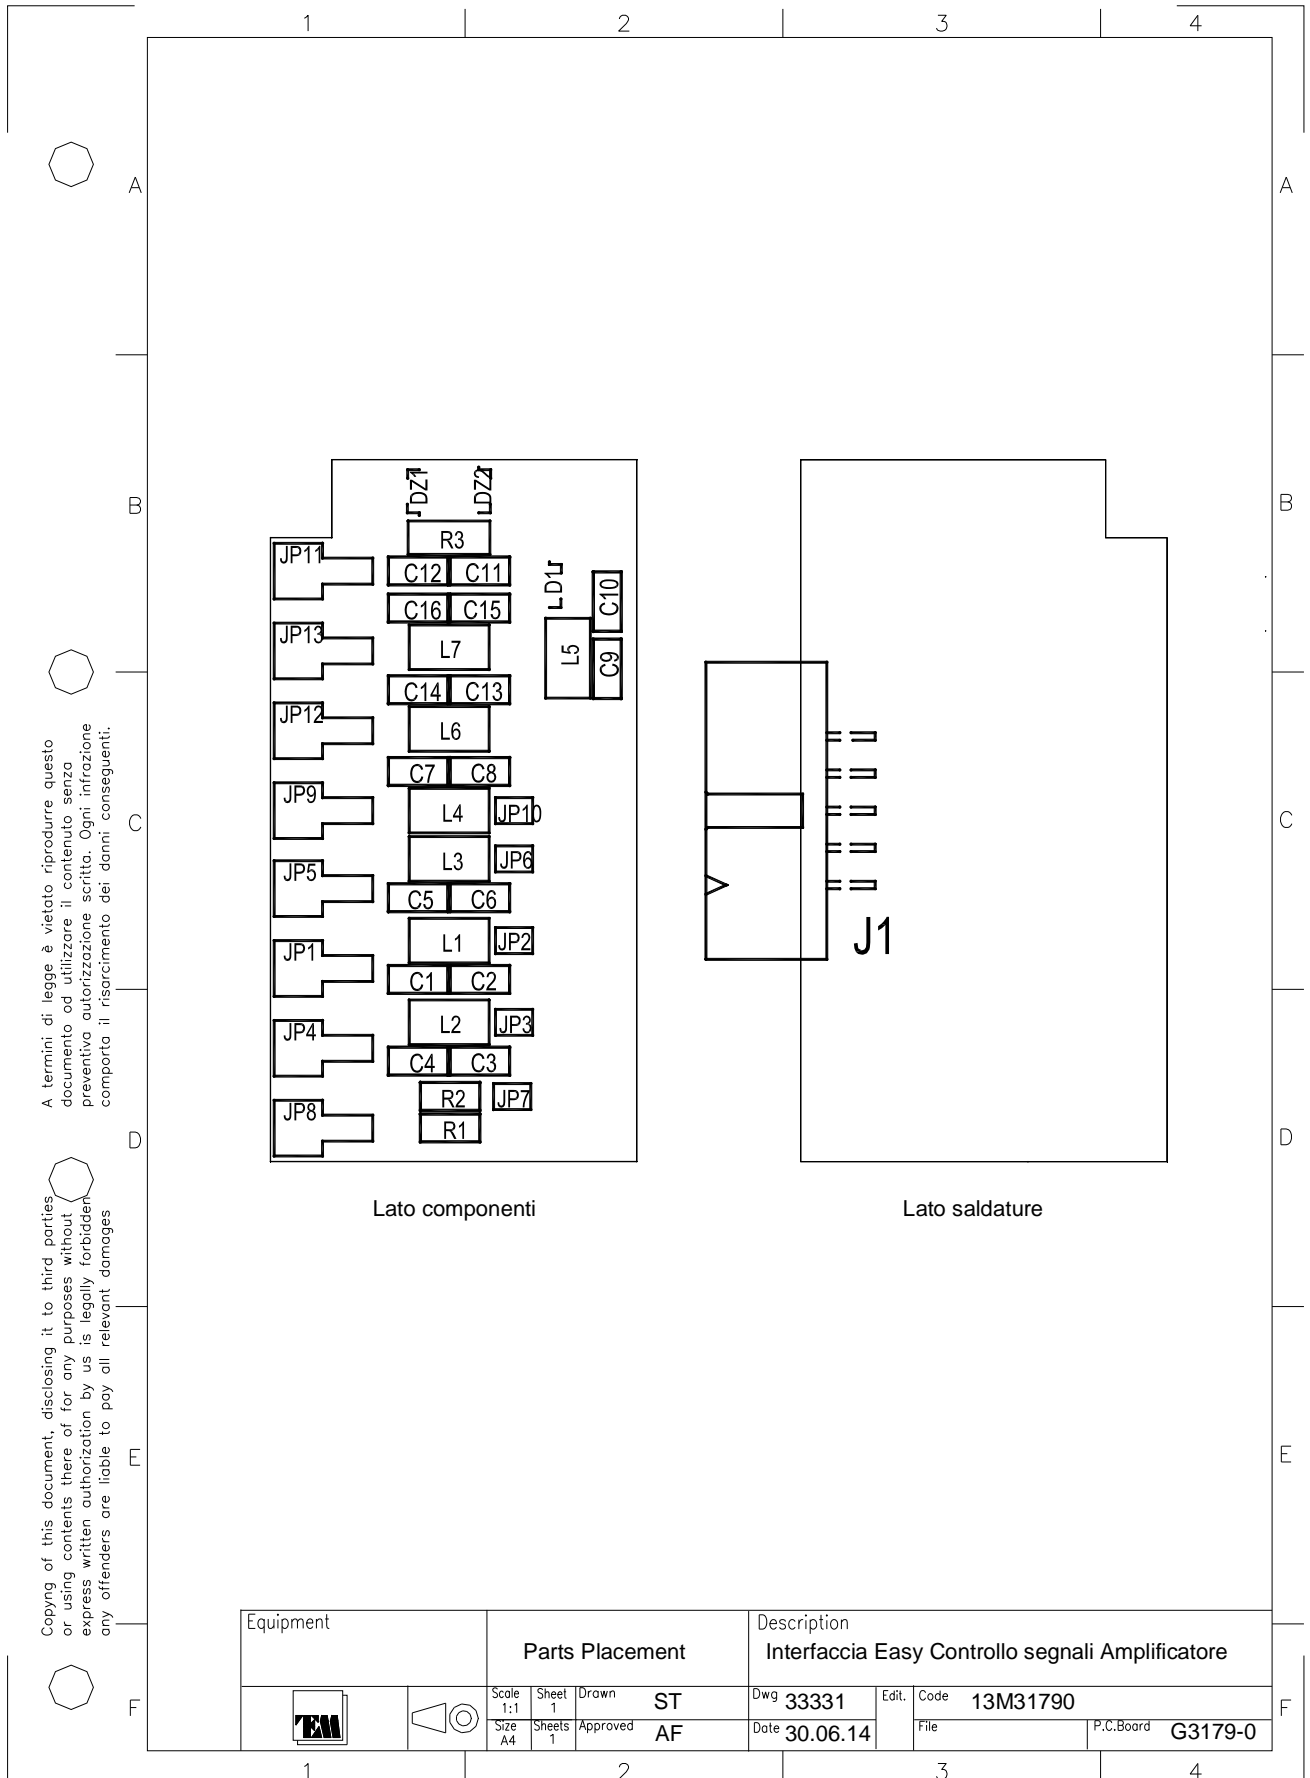 1
2
3
4
A
A
B
B
C
C
D
D
E
E
F
F
A termini di legge è vietato riprodurre questo
documento od utilizzare il contenuto senza
preventiva autorizzazione scritta. Ogni infrazione
comporta il risarcimento dei danni conseguenti.
Copyng of this document, disclosing it to third parties
or using contents there of for any purposes without
express written authorization by us is legally forbidden
any offenders are liable to pay all relevant damages
DZ1
DZ2
R3
JP11
C12
C11
D1
C10
C16
C15
JP13
L7
L5
C9
C14
C13
JP12
L6
C7
C8
JP9
L4
JP10
L3
JP6
JP5
C5
C6
L1
JP2
JP1
C1
C2
L2
JP3
JP4
C4
C3
R2
JP7
JP8
R1
J1
Lato componenti
Lato saldature
Equipment
Parts Placement
Description
Interfaccia Easy Controllo segnali Amplificatore
TEM
Scale
1:1
Sheet
1
Drawn
ST
Dwg 33331
Edit.
Code 13M31790
Size
A4
Sheets
1
Approved
AF
Date 30.06.14
File
P.C.Board G3179-0
1
2
3
4